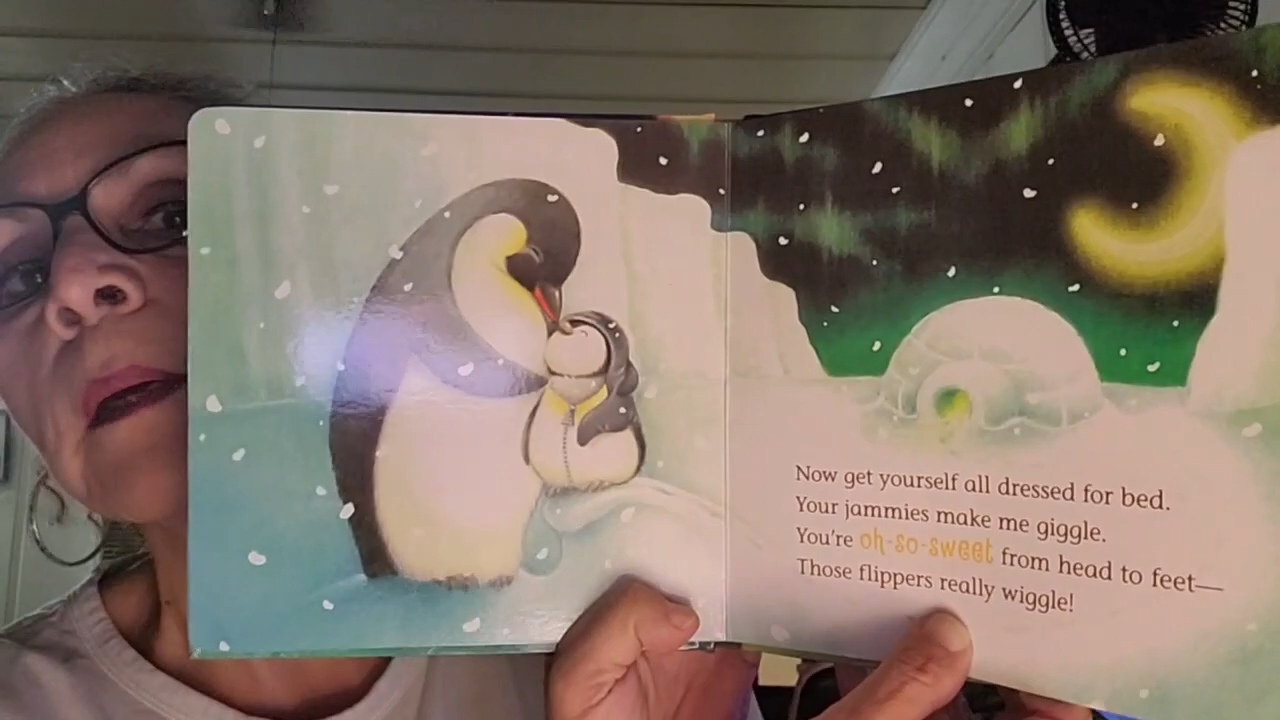 Now get yourself all dressed for bed.
Your jammies make me giggle.
You're oh-so-sweet from head to feet—
Those flippers really wiggle!